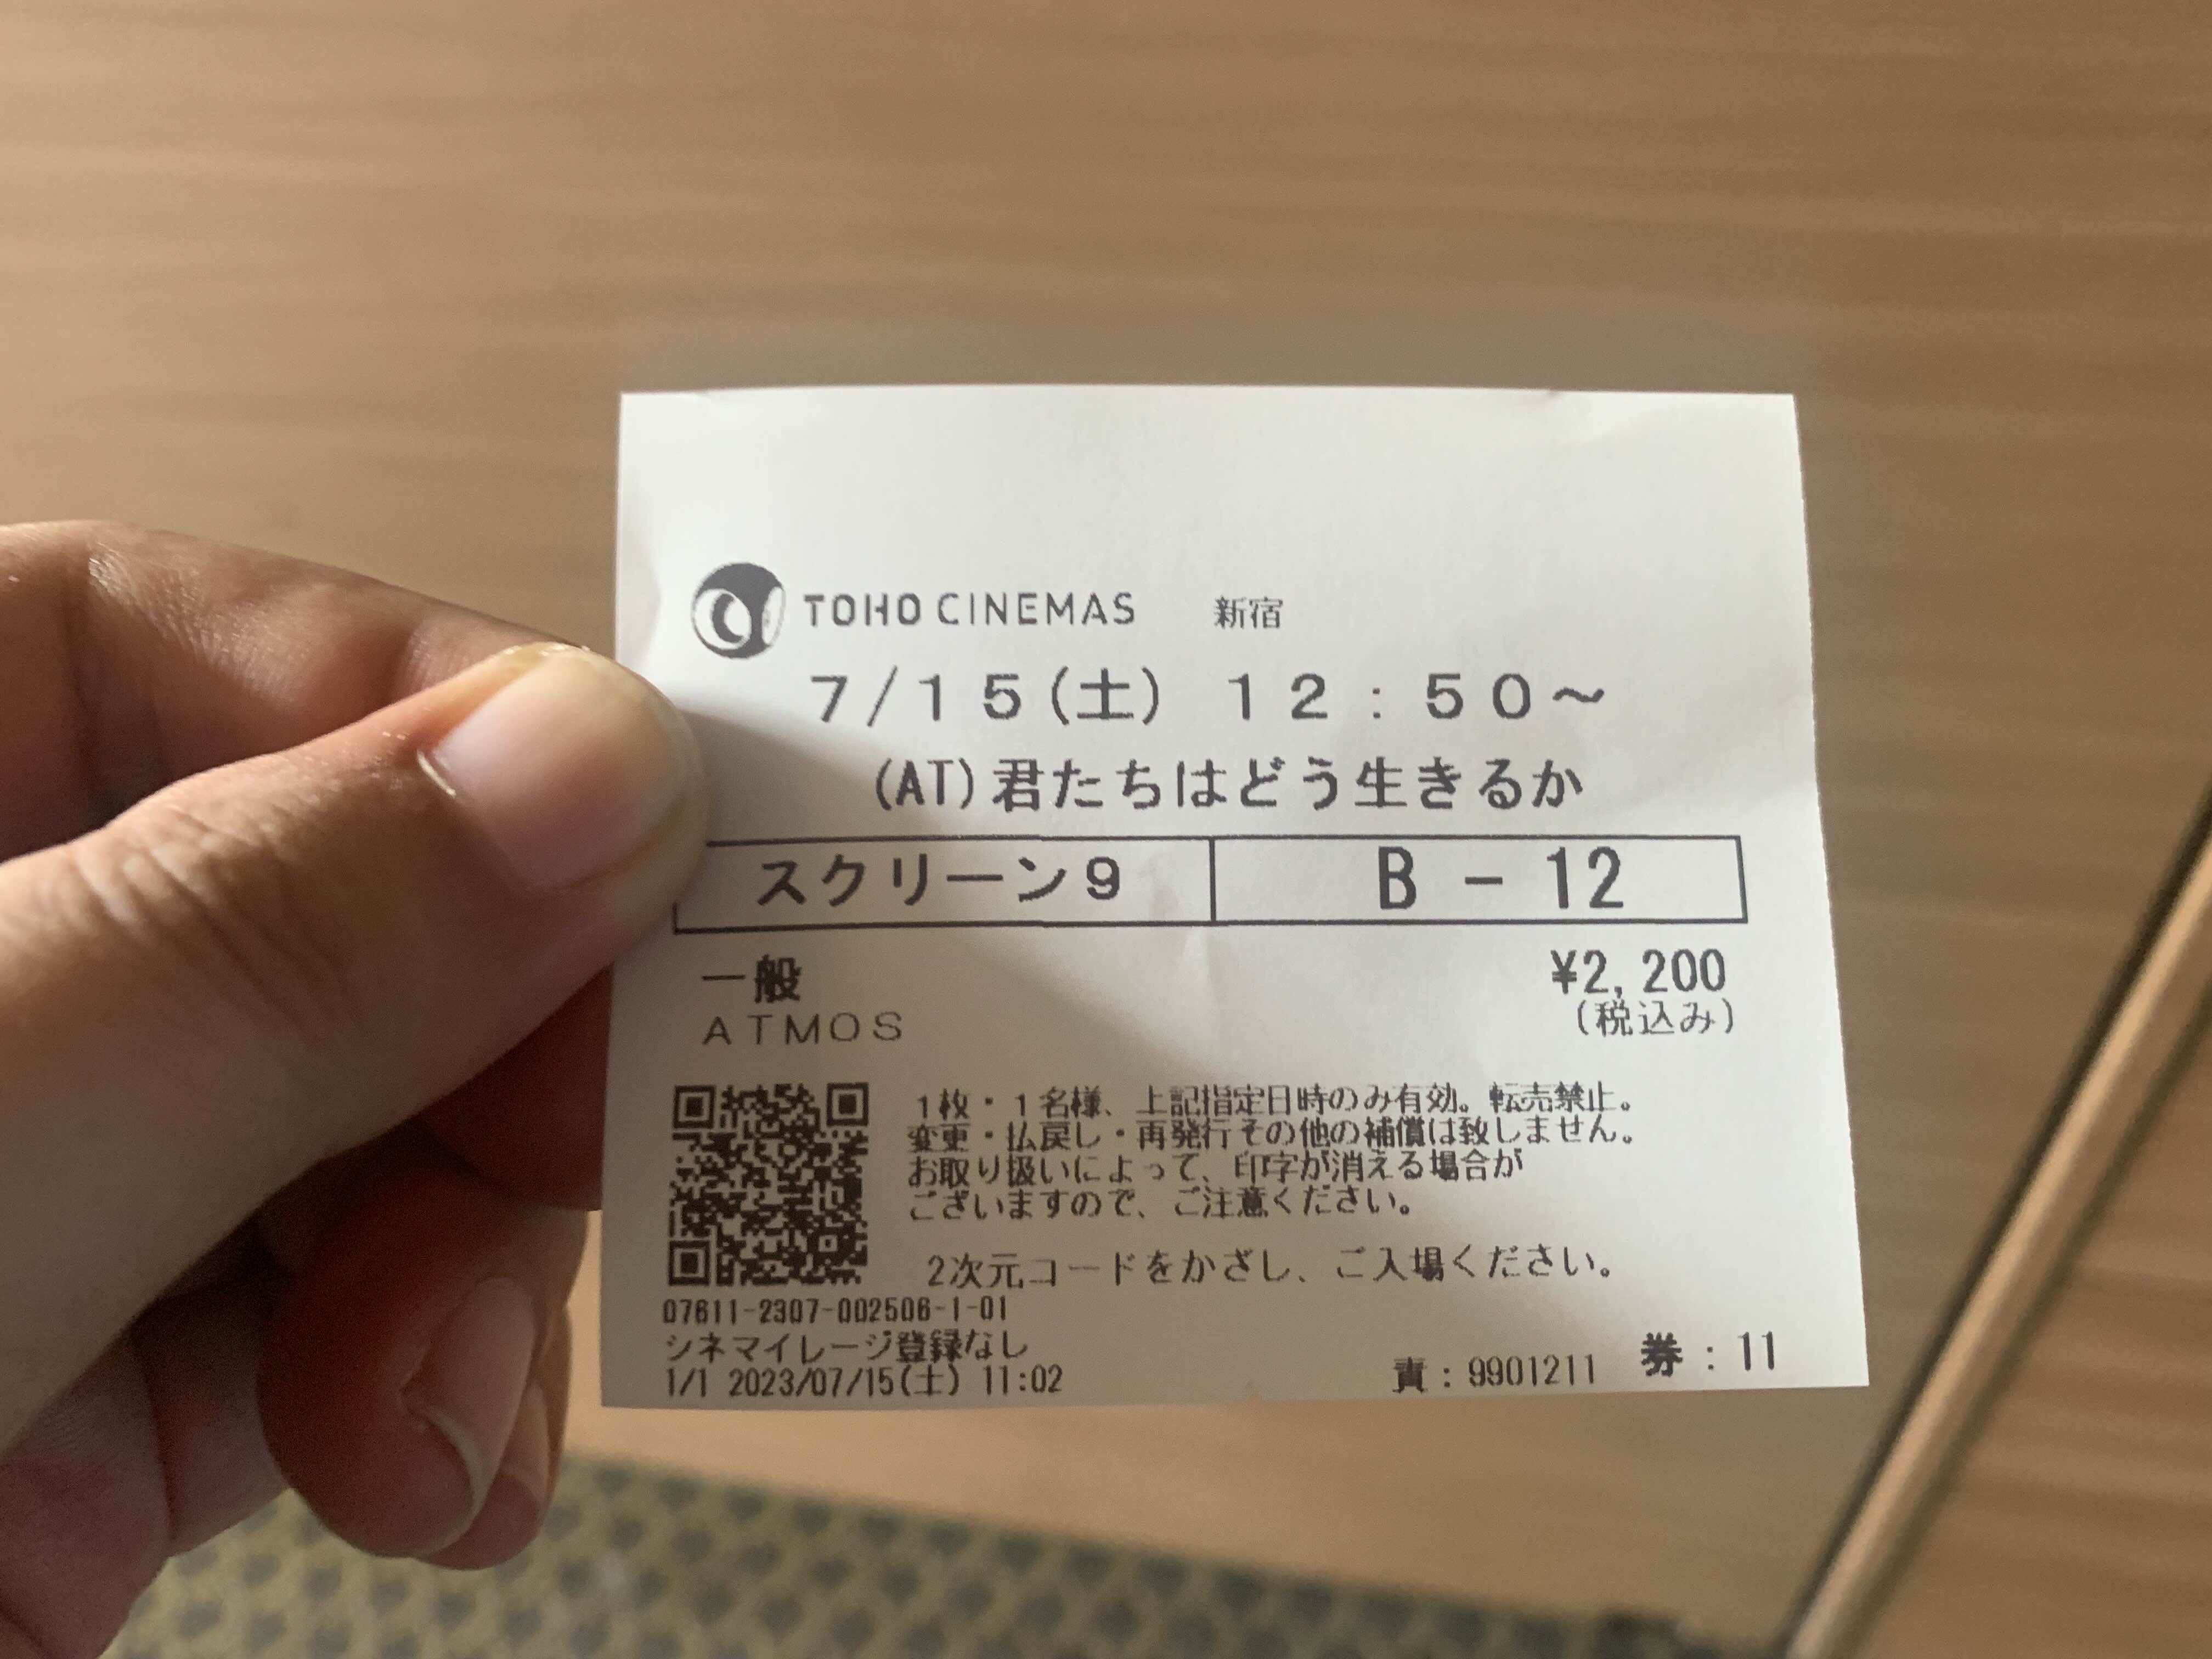 TOHO CINEMAS 新宿
7/15(土) 12:50～
(AT)君たちはどう生きるか
スクリーン9 B-12
一般 ¥2,200
ATMOS (税込み)
1枚・1名様、上記指定日時のみ有効。転売禁止。
変更・払戻し・再発行その他の補償は致しません。
お取り扱いによって、印字が消える場合が
ございますので、ご注意ください。
2次元コードをかざし、ご入場ください。
07611-2307-002506-1-01
シネマイレージ登録なし
1/1 2023/07/15(土) 11:02 責:9901211 券:11